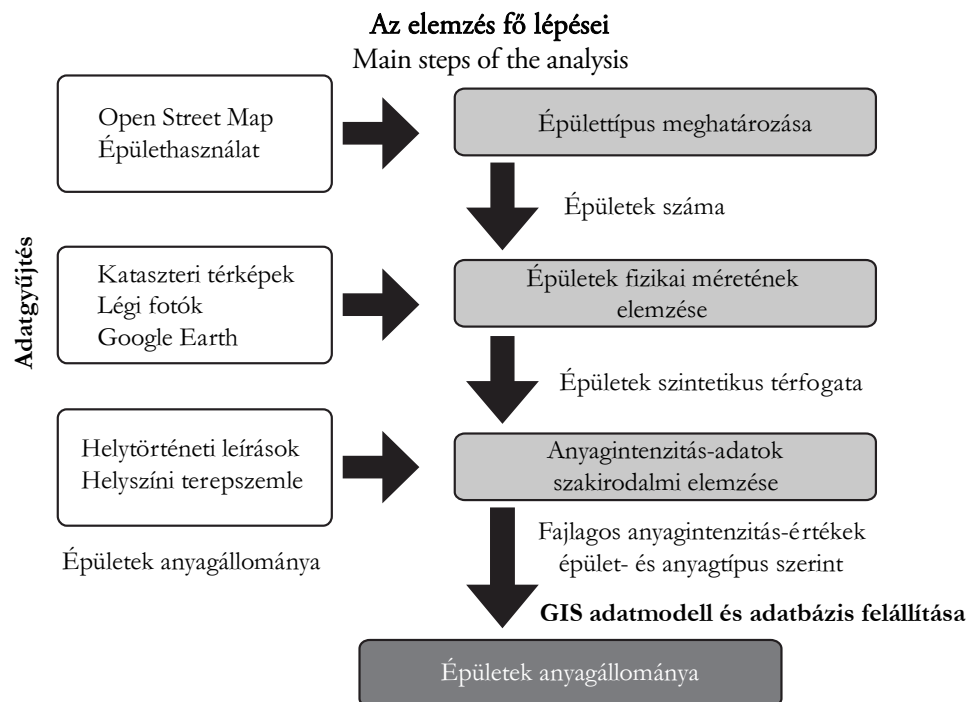 Az elemzés fő lépései
Main steps of the analysis
Adatgyűjtés
Open Street Map
Épülethasználat
Épülettípus meghatározása
Épületek száma
Kataszteri térképek
Légi fotók
Google Earth
Épületek fizikai méretének
elemzése
Épületek szintetikus térfogata
Helytörténeti leírások
Helyszíni terepszemle
Anyagintenzitás-adatok
szakirodalmi elemzése
Épületek anyagállománya
Fajlagos anyagintenzitás-értékek
épület- és anyagtípus szerint
GIS adatmodell és adatbázis felállítása
Épületek anyagállománya